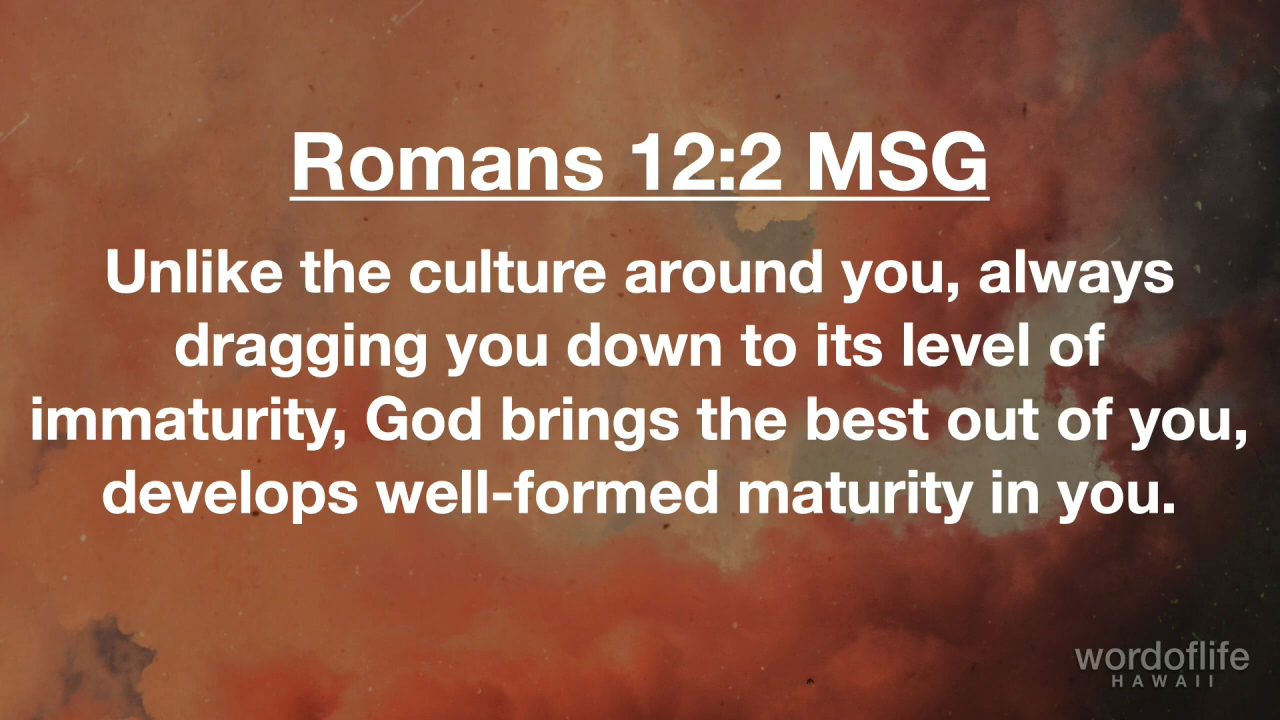 Romans 12:2 MSG
Unlike the culture around you, always
dragging you down to its level of
immaturity, God brings the best out of you,
develops well-formed maturity in you.
wordoflife
HAWAII